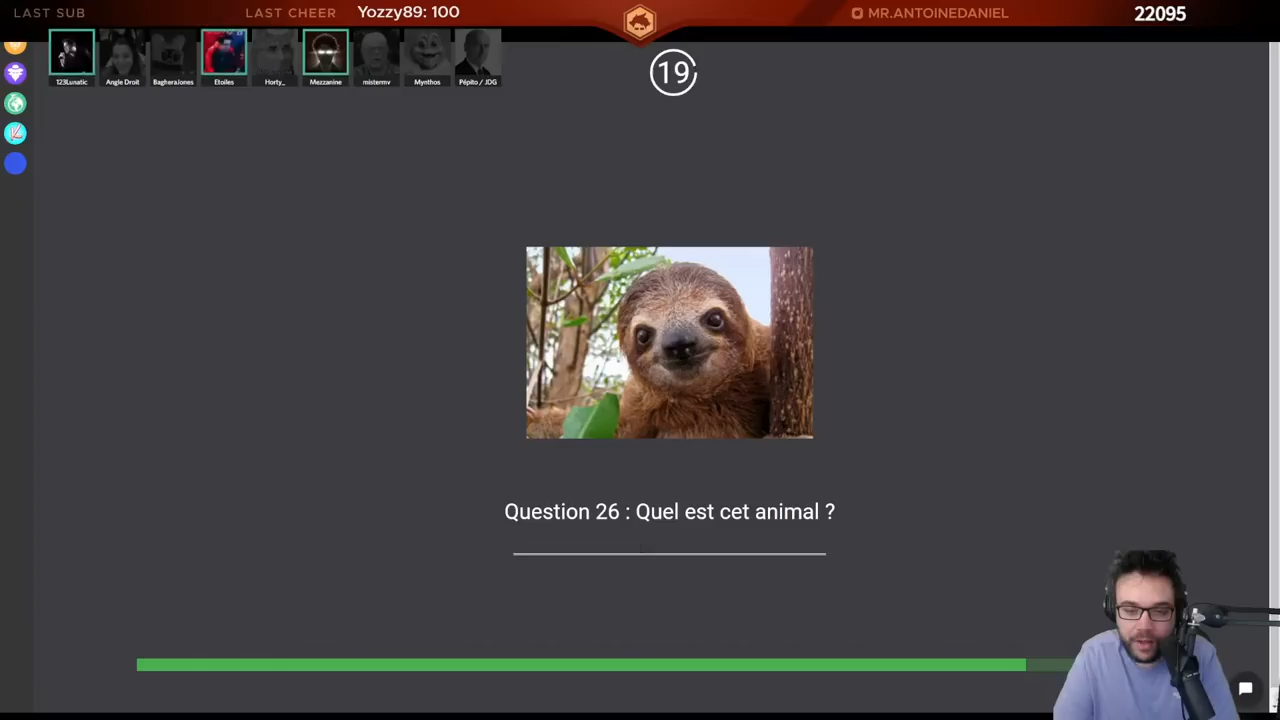 LAST SUB
LAST CHEER
Yozzy89: 100
MR.ANTOINEDANIEL
22095
123Lunatic
Angle Droit
BagheraJones
Etoiles
Horty_
Mezzanine
mistermv
Mynthos
Pépito / JDG
19
Question 26 : Quel est cet animal ?